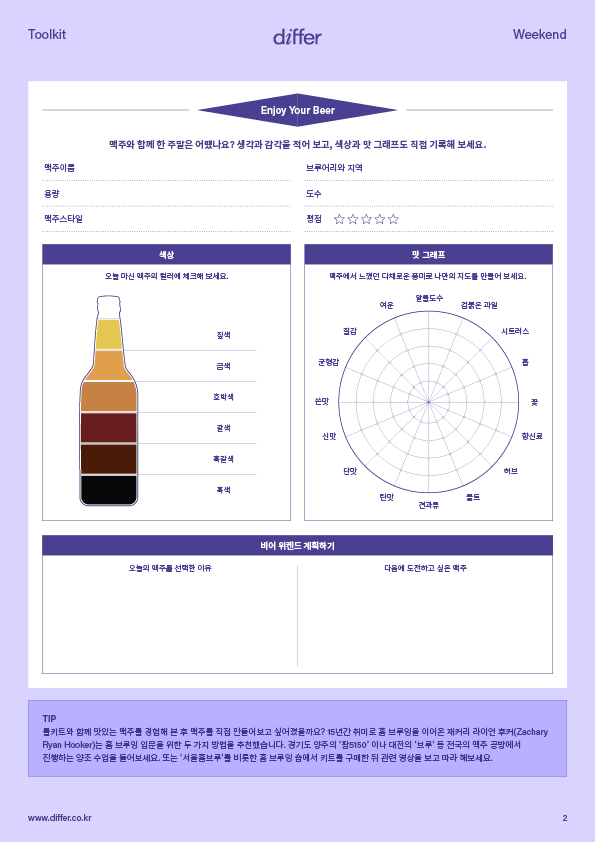 Toolkit
differ
Weekend
Enjoy Your Beer
맥주와 함께 한 주말은 어땠나요? 생각과 감각을 적어 보고, 색상과 맛 그래프도 직접 기록해 보세요.
맥주이름
브루어리와 지역
용량
도수
맥주스타일
평점 ☆☆☆☆☆
색상
오늘 마신 맥주의 컬러에 체크해 보세요.
짚색
금색
호박색
갈색
흑갈색
흑색
맛 그래프
맥주에서 느꼈던 다채로운 풍미로 나만의 지도를 만들어 보세요.
알콜도수
검붉은 과일
시트러스
홉
꽃
향신료
허브
몰트
견과류
탄맛
단맛
신맛
쓴맛
균형감
질감
여운
비어 위켄드 계획하기
오늘의 맥주를 선택한 이유
다음에 도전하고 싶은 맥주
TIP
툴키트와 함께 맛있는 맥주를 경험해 본 후 맥주를 직접 만들어보고 싶어졌을까요? 15년간 취미로 홈 브루잉을 이어온 재커리 라이언 후커(Zachary
Ryan Hooker)는 홈 브루잉 입문을 위한 두 가지 방법을 추천했습니다. 경기도 양주의 ‘잡5150’ 이나 대전의 ‘브루’ 등 전국의 맥주 공방에서
진행하는 양조 수업을 들어보세요. 또는 ‘서울홈브루’를 비롯한 홈 브루잉 숍에서 키트를 구매한 뒤 관련 영상을 보고 따라 해보세요.
www.differ.co.kr
2